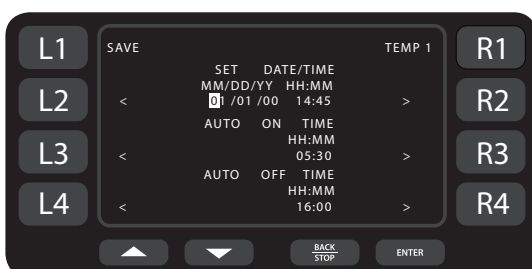 L1 SAVE TEMP 1 R1
SET DATE/TIME
MM/DD/YY HH:MM
L2 < 01 /01 /00 14:45 > R2
AUTO ON TIME
HH:MM
L3 < 05:30 > R3
AUTO OFF TIME
HH:MM
L4 < 16:00 > R4
BACK
STOP ENTER